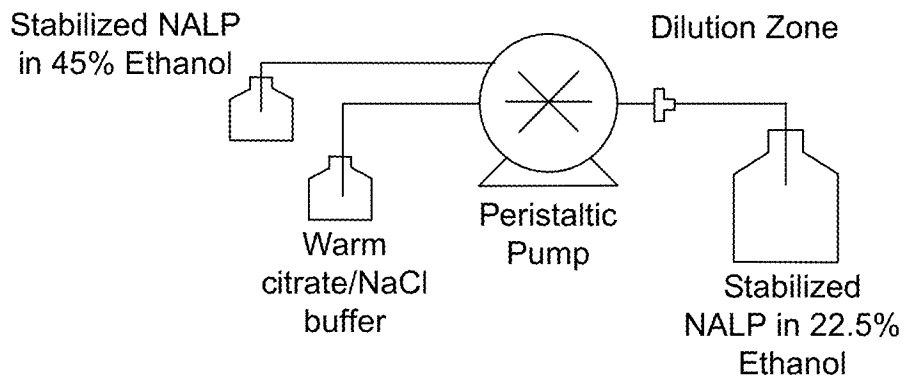 Stabilized NALP
in 45% Ethanol
Dilution Zone
Warm
citrate/NaCl
buffer
Peristaltic
Pump
Stabilized
NALP in 22.5%
Ethanol